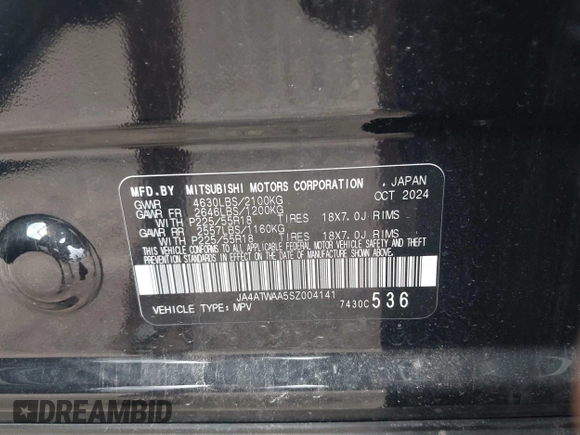 MFD.BY MITSUBISHI MOTORS CORPORATION , JAPAN
GVWR 4630LBS/2100KG OCT 2024
GAWR FR 2646LBS/1200KG
WITH P225/55R18 TIRES 18X7.0J RIMS
GAWR RR 2557LBS/1160KG
WITH P225/55R18 TIRES 18X7.0J RIMS
THIS VEHICLE CONFORMS TO ALL APPLICABLE FEDERAL MOTOR VEHICLE SAFETY AND
BUMPER STANDARDS IN EFFECT ON THE DATE OF MANUFACTURE SHOWN ABOVE.
JA4ATWAA5SZ004141
VEHICLE TYPE: MPV 7430C 536
DREAMBID